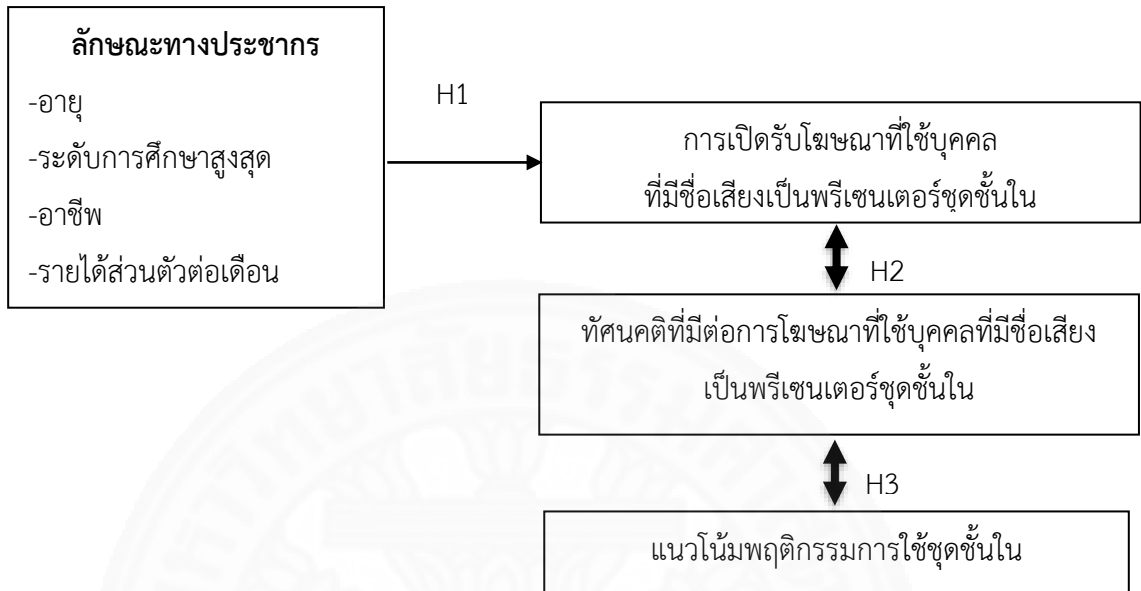 ลักษณะทางประชากร
-อายุ
-ระดับการศึกษาสูงสุด
-อาชีพ
-รายได้ส่วนตัวต่อเดือน
H1
การเปิดรับโฆษณาที่ใช้บุคคล
ที่มีชื่อเสียงเป็นพรีเซนเตอร์ชุดชั้นใน
H2
ทัศนคติที่มีต่อการโฆษณาที่ใช้บุคคลที่มีชื่อเสียง
เป็นพรีเซนเตอร์ชุดชั้นใน
H3
แนวโน้มพฤติกรรมการใช้ชุดชั้นใน